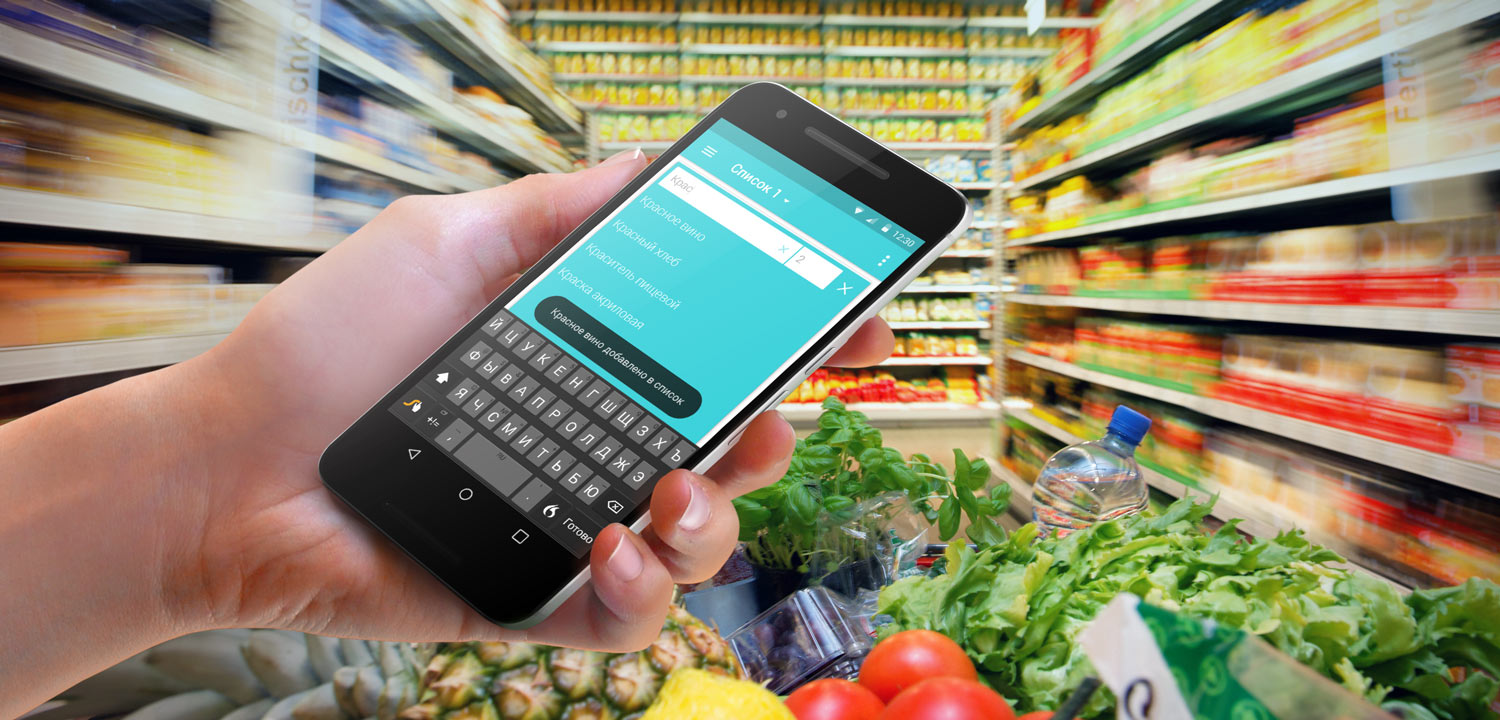 Список 1
12:30
Крас
2
Красное вино
Красный хлеб
Краситель пищевой
Краска акриловая
Красное вино добавлено в список
Й Ц У К Е Н Г Ш Щ З Х Ъ
Ф Ы В А П Р О Л Д Ж Э
Я Ч С М И Т Ь Б Ю
+!= , . Готово